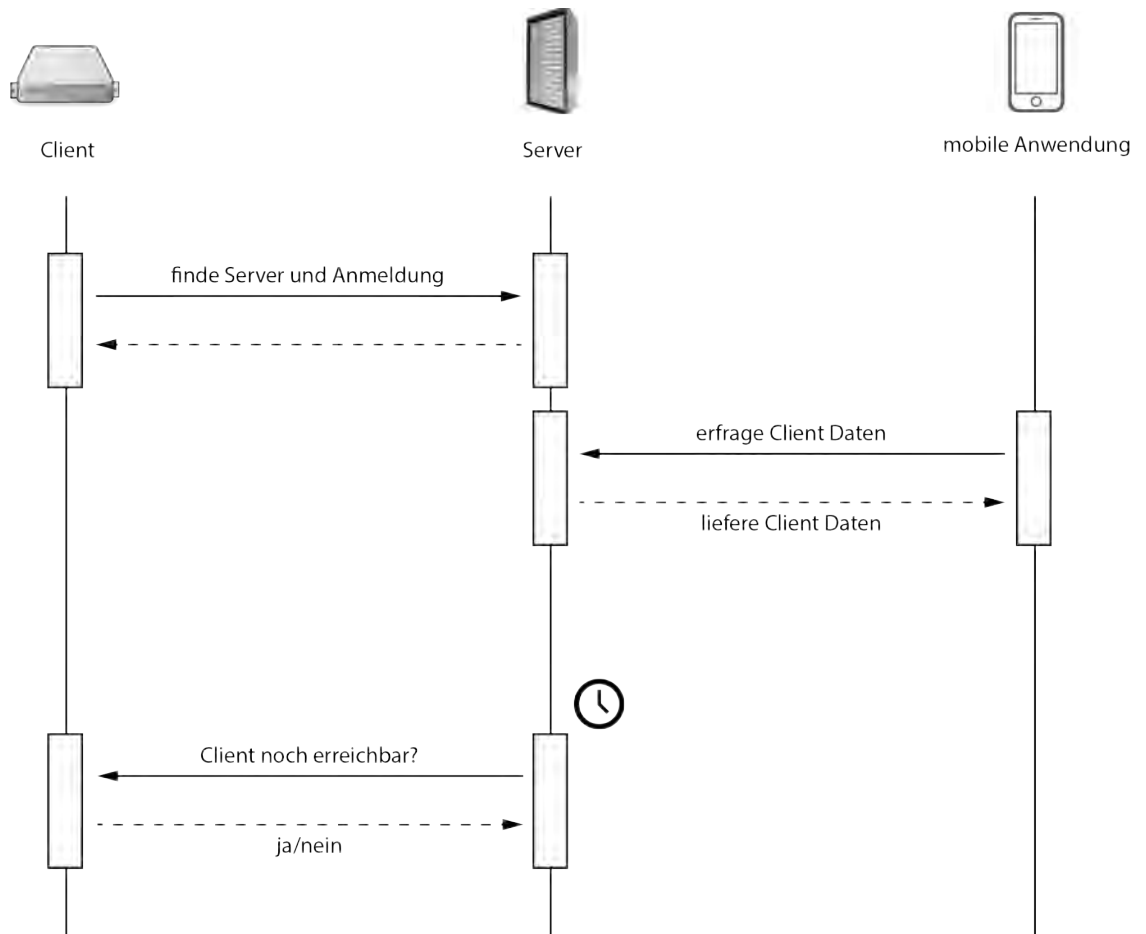 Client
Server
mobile Anwendung
finde Server und Anmeldung
erfrage Client Daten
liefere Client Daten
Client noch erreichbar?
ja/nein